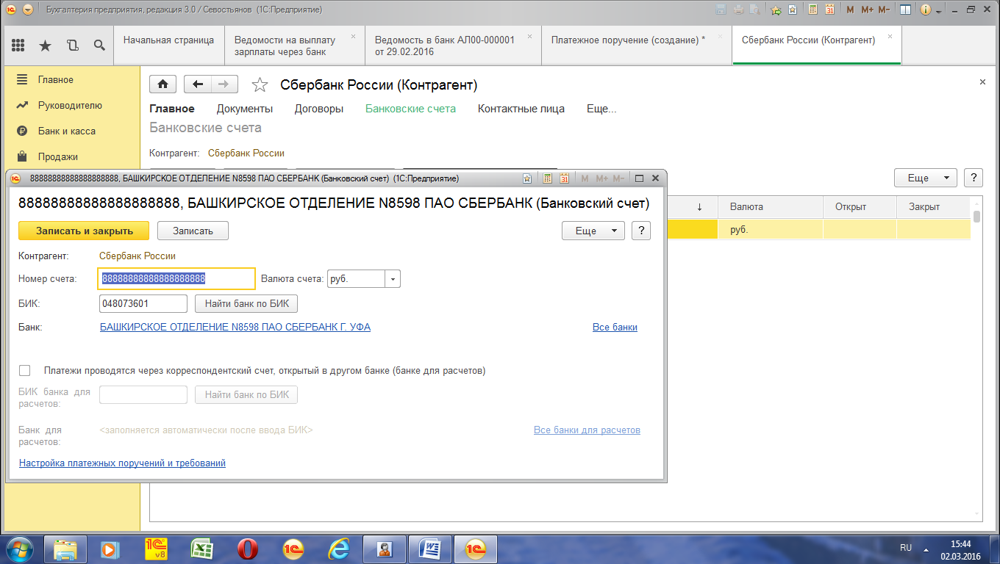 Бухгалтерия предприятия, редакция 3.0 / Севостьянов (1С:Предприятие)
M M+ M-
Начальная страница
Ведомости на выплату
зарплаты через банк
Ведомость в банк АЛ00-000001
от 29.02.2016
Платежное поручение (создание) *
Сбербанк России (Контрагент)
Главное
Руководителю
Банк и касса
Продажи
Сбербанк России (Контрагент)
Главное Документы Договоры Банковские счета Контактные лица Еще...
Банковские счета
Контрагент: Сбербанк России
Еще ?
Валюта Открыт Закрыт
руб.
88888888888888888888, БАШКИРСКОЕ ОТДЕЛЕНИЕ N8598 ПАО СБЕРБАНК (Банковский счет) (1С:Предприятие)
M M+ M-
88888888888888888888, БАШКИРСКОЕ ОТДЕЛЕНИЕ N8598 ПАО СБЕРБАНК (Банковский счет)
Записать и закрыть Записать Еще ?
Контрагент: Сбербанк России
Номер счета: 88888888888888888888 Валюта счета: руб.
БИК: 048073601 Найти банк по БИК
Банк: БАШКИРСКОЕ ОТДЕЛЕНИЕ N8598 ПАО СБЕРБАНК Г. УФА Все банки
Платежи проводятся через корреспондентский счет, открытый в другом банке (банке для расчетов)
БИК банка для
расчетов:
Найти банк по БИК
Банк для
расчетов:
<заполняется автоматически после ввода БИК> Все банки для расчетов
Настройка платежных поручений и требований
RU
15:44
02.03.2016